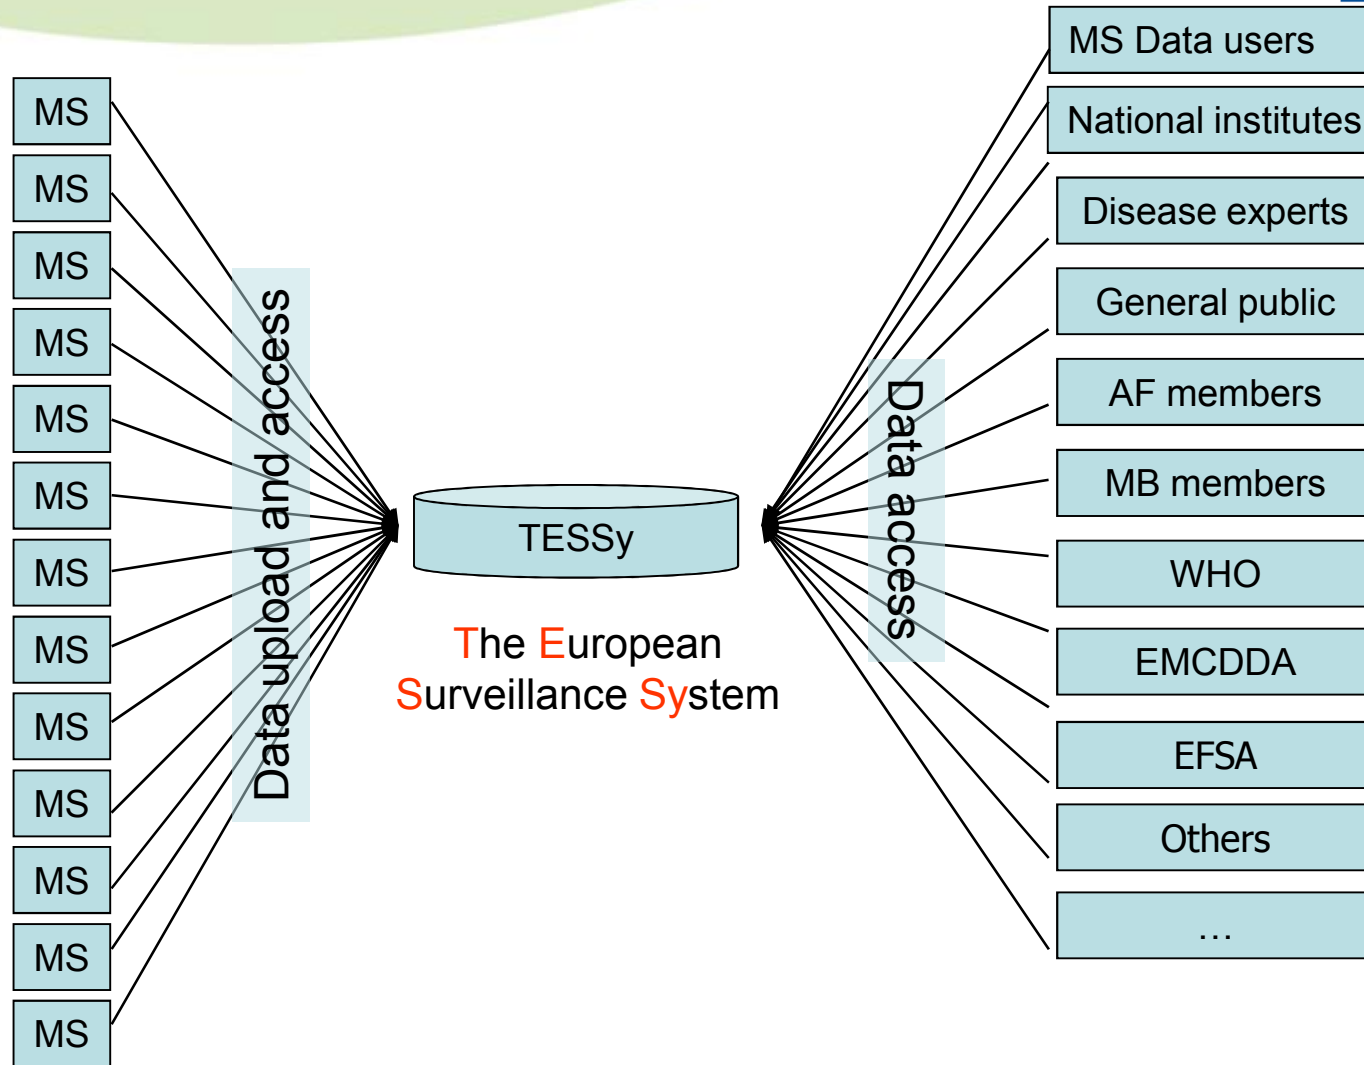 MS
MS
MS
MS
MS
MS
MS
MS
MS
MS
MS
MS
MS
Data upload and access
TESSy
The European
Surveillance System
Data access
MS Data users
National institutes
Disease experts
General public
AF members
MB members
WHO
EMCDDA
EFSA
Others
…